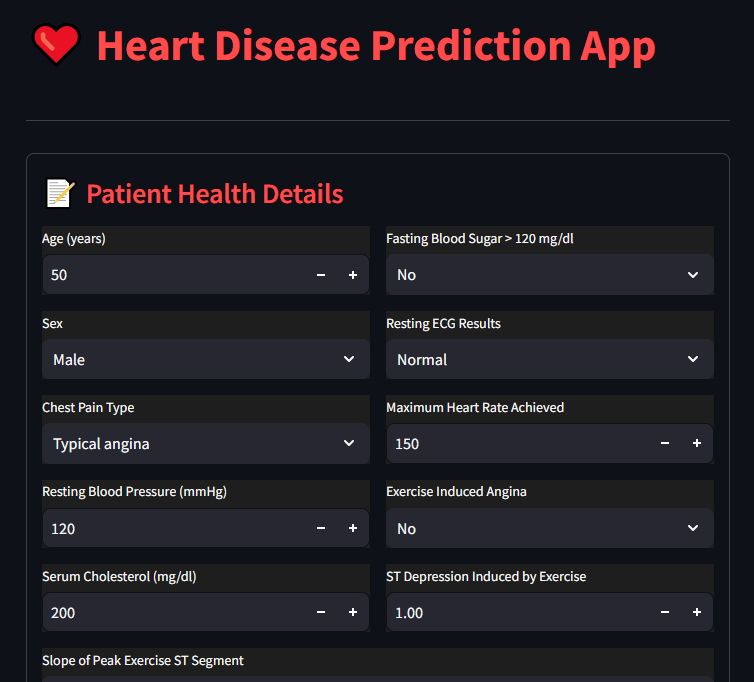 Heart Disease Prediction App
Patient Health Details
Age (years)
50
Sex
Male
Chest Pain Type
Typical angina
Resting Blood Pressure (mmHg)
120
Serum Cholesterol (mg/dl)
200
Fasting Blood Sugar > 120 mg/dl
No
Resting ECG Results
Normal
Maximum Heart Rate Achieved
150
Exercise Induced Angina
No
ST Depression Induced by Exercise
1.00
Slope of Peak Exercise ST Segment